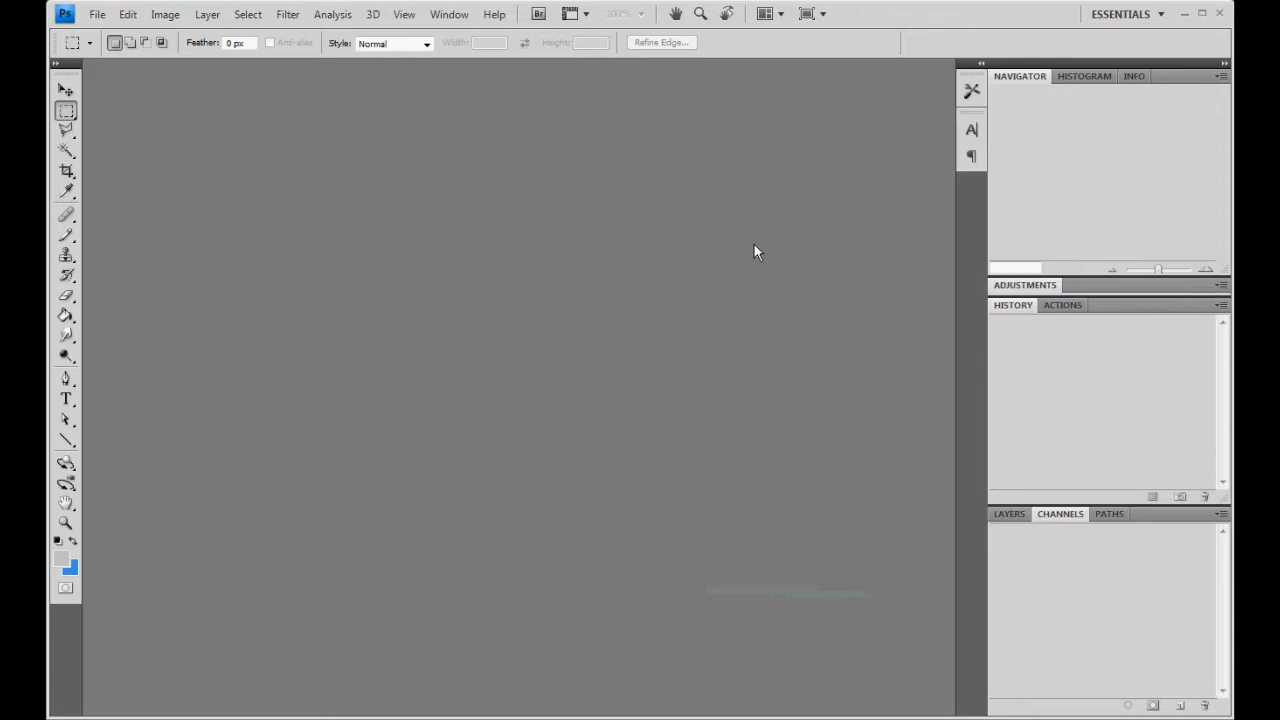 Ps File Edit Image Layer Select Filter Analysis 3D View Window Help Br 100% ESSENTIALS
Feather: 0 px Anti-alias Style: Normal Width: Height: Refine Edge...
NAVIGATOR HISTOGRAM INFO
ADJUSTMENTS
HISTORY ACTIONS
LAYERS CHANNELS PATHS